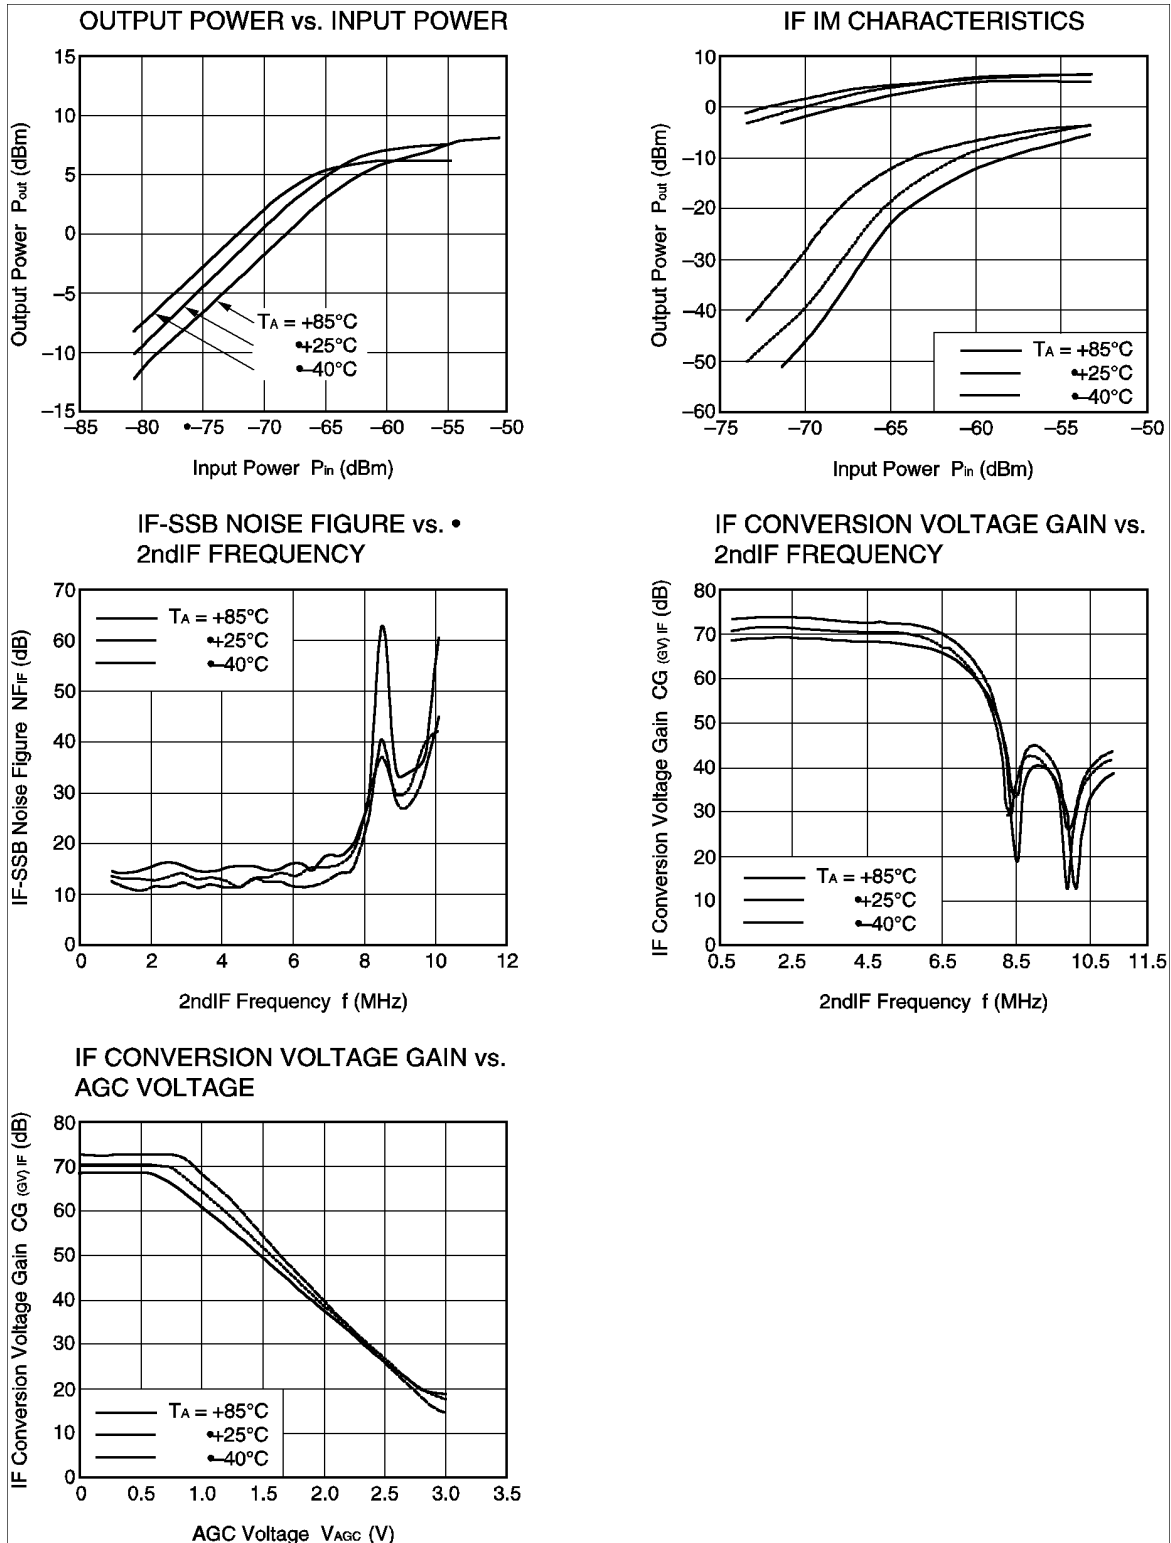 OUTPUT POWER vs. INPUT POWER
15
10
5
0
–5
–10
–15
Output Power Pout (dBm)
TA = +85°C
•+25°C
•–40°C
–85 –80 •–75 –70 –65 –60 –55 –50
Input Power Pin (dBm)
IF IM CHARACTERISTICS
10
0
–10
–20
–30
–40
–50
–60
Output Power Pout (dBm)
TA = +85°C
•+25°C
•–40°C
–75 –70 –65 –60 –55 –50
Input Power Pin (dBm)
IF-SSB NOISE FIGURE vs. •
2ndIF FREQUENCY
70
60
50
40
30
20
10
0
IF-SSB Noise Figure NFIF (dB)
TA = +85°C
•+25°C
•–40°C
0 2 4 6 8 10 12
2ndIF Frequency f (MHz)
IF CONVERSION VOLTAGE GAIN vs.
2ndIF FREQUENCY
80
70
60
50
40
30
20
10
0
IF Conversion Voltage Gain CG (GV) IF (dB)
TA = +85°C
•+25°C
•–40°C
0.5 2.5 4.5 6.5 8.5 10.5 11.5
2ndIF Frequency f (MHz)
IF CONVERSION VOLTAGE GAIN vs.
AGC VOLTAGE
80
70
60
50
40
30
20
10
0
IF Conversion Voltage Gain CG (GV) IF (dB)
TA = +85°C
•+25°C
•–40°C
0 0.5 1.0 1.5 2.0 2.5 3.0 3.5
AGC Voltage VAGC (V)